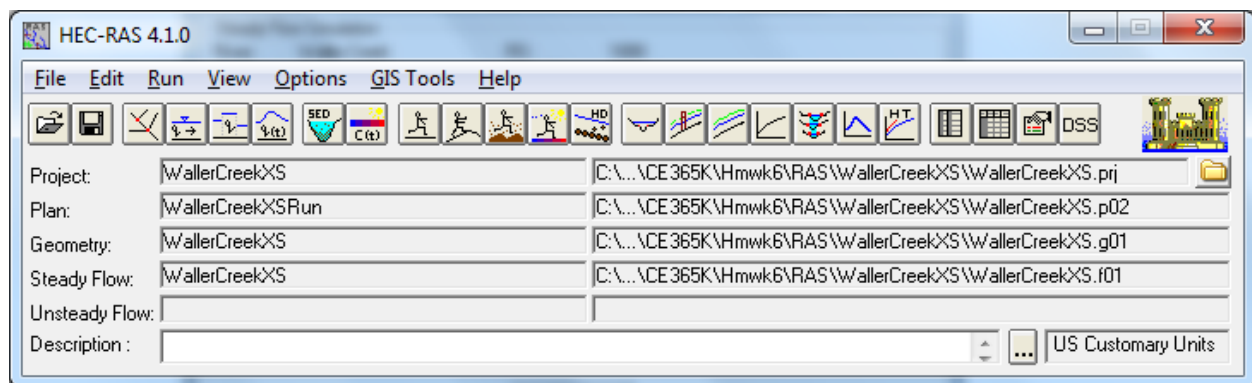 HEC-RAS 4.1.0
File Edit Run View Options GIS Tools Help
SED C(t) q(t) HD HT DSS
Project: WallerCreekXS C:\...\CE365K\Hmwk6\RAS\WallerCreekXS\WallerCreekXS.prj
Plan: WallerCreekXSRun C:\...\CE365K\Hmwk6\RAS\WallerCreekXS\WallerCreekXS.p02
Geometry: WallerCreekXS C:\...\CE365K\Hmwk6\RAS\WallerCreekXS\WallerCreekXS.g01
Steady Flow: WallerCreekXS C:\...\CE365K\Hmwk6\RAS\WallerCreekXS\WallerCreekXS.f01
Unsteady Flow:
Description : ... US Customary Units